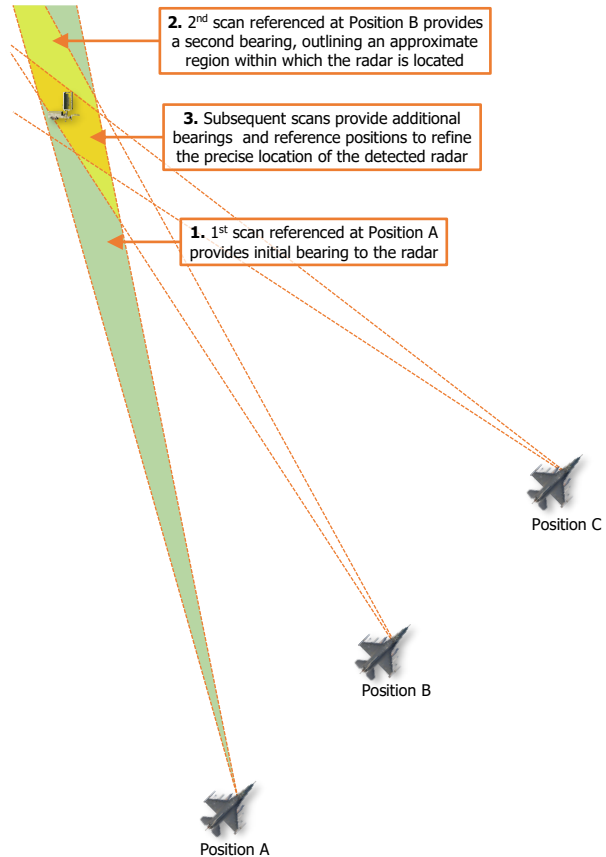 2. 2nd scan referenced at Position B provides
a second bearing, outlining an approximate
region within which the radar is located
3. Subsequent scans provide additional
bearings and reference positions to refine
the precise location of the detected radar
1. 1st scan referenced at Position A
provides initial bearing to the radar
Position C
Position B
Position A